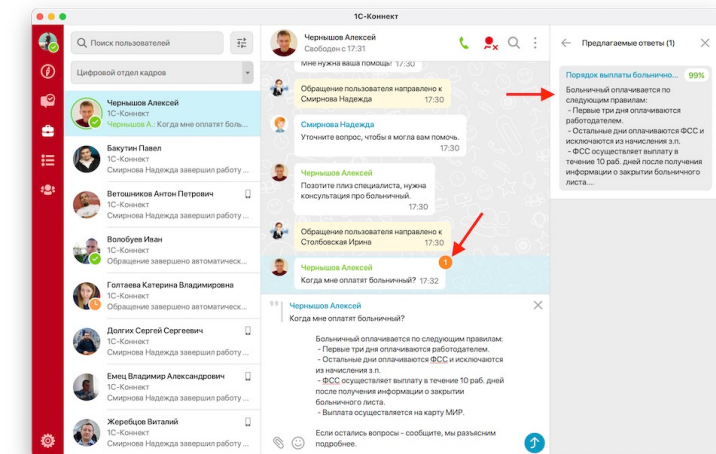 1С-Коннект
Поиск пользователей
Цифровой отдел кадров
Чернышов Алексей
1С-Коннект
Чернышов А.: Когда мне оплатят боль...
Бакутин Павел
1С-Коннект
Смирнова Надежда завершил работу ...
Ветошников Антон Петрович
1С-Коннект
Смирнова Надежда завершил работу ...
Волобуев Иван
1С-Коннект
Обращение завершено автоматическ...
Голтаева Катерина Владимировна
1С-Коннект
Обращение завершено автоматическ...
Долгих Сергей Сергеевич
1С-Коннект
Смирнова Надежда завершил работу ...
Емец Владимир Александрович
1С-Коннект
Смирнова Надежда завершил работу ...
Жеребцов Виталий
1С-Коннект
Смирнова Надежда завершил работу ...
Чернышов Алексей
Свободен с 17:31
Мне нужна ваша помощь! 17:30
Обращение пользователя направлено к
Смирнова Надежда 17:30
Смирнова Надежда
Уточните вопрос, чтобы я могла вам помочь.
17:30
Чернышов Алексей
Позотите плиз специалиста, нужна
консультация про больничный.
17:30
Обращение пользователя направлено к
Столбовская Ирина 17:30
1
Чернышов Алексей
Когда мне оплатят больничный? 17:32
Чернышов Алексей
Когда мне оплатят больничный?
Больничный оплачивается по следующим правилам:
- Первые три дня оплачиваются работодателем.
- Остальные дни оплачиваются ФСС и исключаются
из начисления з.п.
- ФСС осуществляет выплату в течение 10 раб. дней
после получения информации о закрытии
больничного листа.
- Выплата осуществляется на карту МИР.
Если остались вопросы - сообщите, мы разъясним
подробнее.
Предлагаемые ответы (1)
Порядок выплаты больнично... 99%
Больничный оплачивается по
следующим правилам:
- Первые три дня оплачиваются
работодателем.
- Остальные дни оплачиваются ФСС и
исключаются из начисления з.п.
- ФСС осуществляет выплату в
течение 10 раб. дней после получения
информации о закрытии больничного
листа....